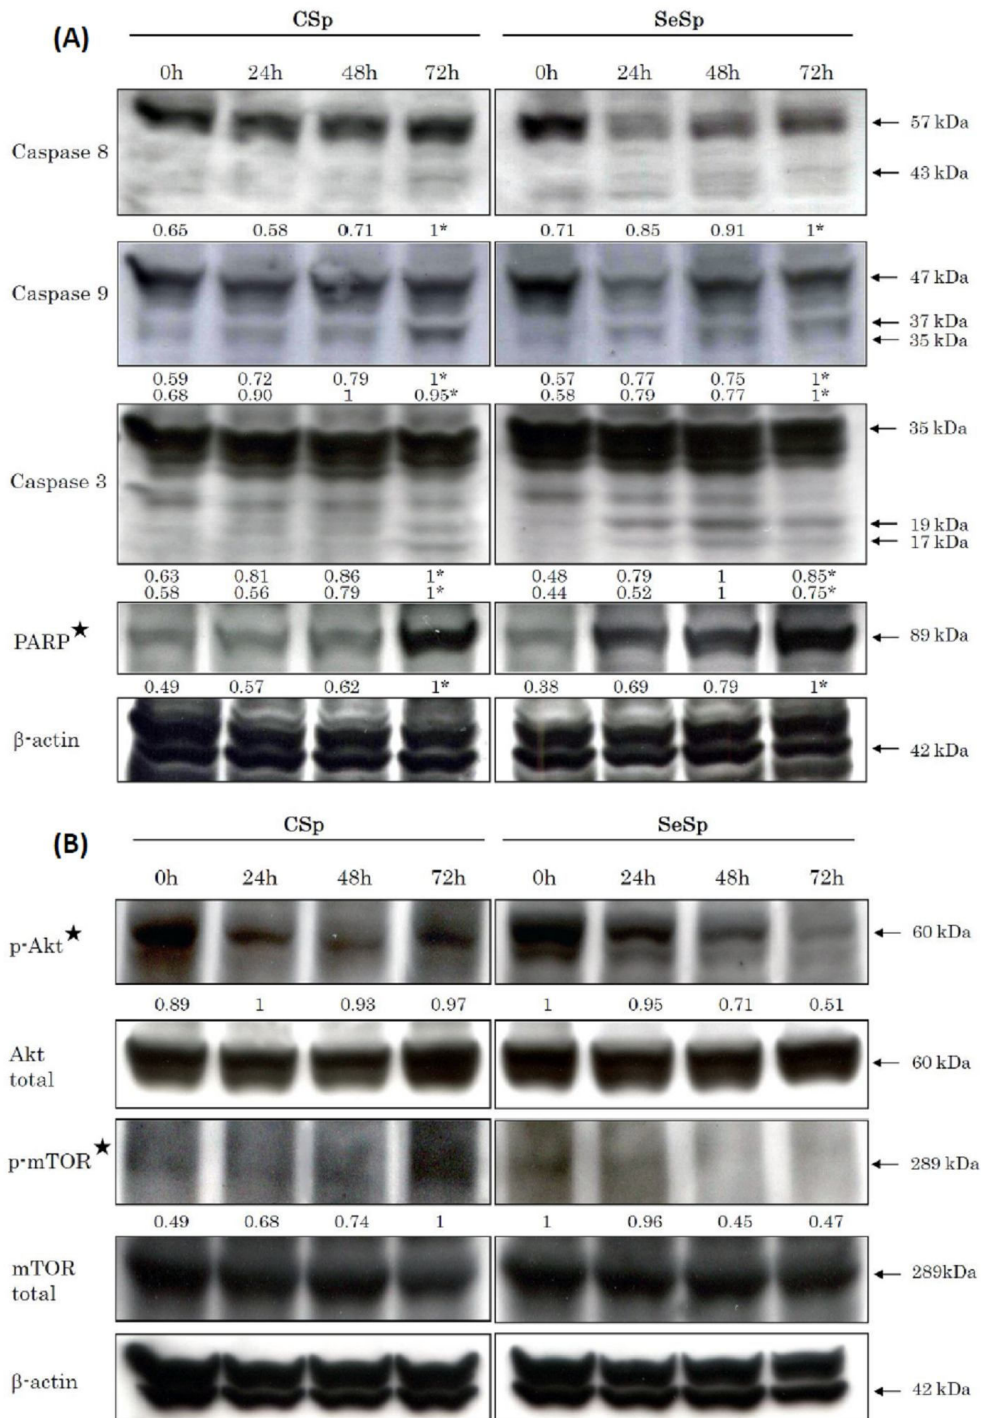 CSp SeSp
(A)
0h 24h 48h 72h 0h 24h 48h 72h
57 kDa
Caspase 8
43 kDa
0.65 0.58 0.71 1* 0.71 0.85 0.91 1*
47 kDa
Caspase 9
37 kDa
35 kDa
0.59 0.72 0.79 1* 0.57 0.77 0.75 1*
0.68 0.90 1 0.95* 0.58 0.79 0.77 1*
35 kDa
Caspase 3
19 kDa
17 kDa
0.63 0.81 0.86 1* 0.48 0.79 1 0.85*
0.58 0.56 0.79 1* 0.44 0.52 1 0.75*
PARP★ 89 kDa
0.49 0.57 0.62 1* 0.38 0.69 0.79 1*
β-actin 42 kDa
CSp SeSp
(B)
0h 24h 48h 72h 0h 24h 48h 72h
p-Akt★ 60 kDa
0.89 1 0.93 0.97 1 0.95 0.71 0.51
Akt
total
60 kDa
p-mTOR★ 289 kDa
0.49 0.68 0.74 1 1 0.96 0.45 0.47
mTOR
total
289kDa
β-actin 42 kDa